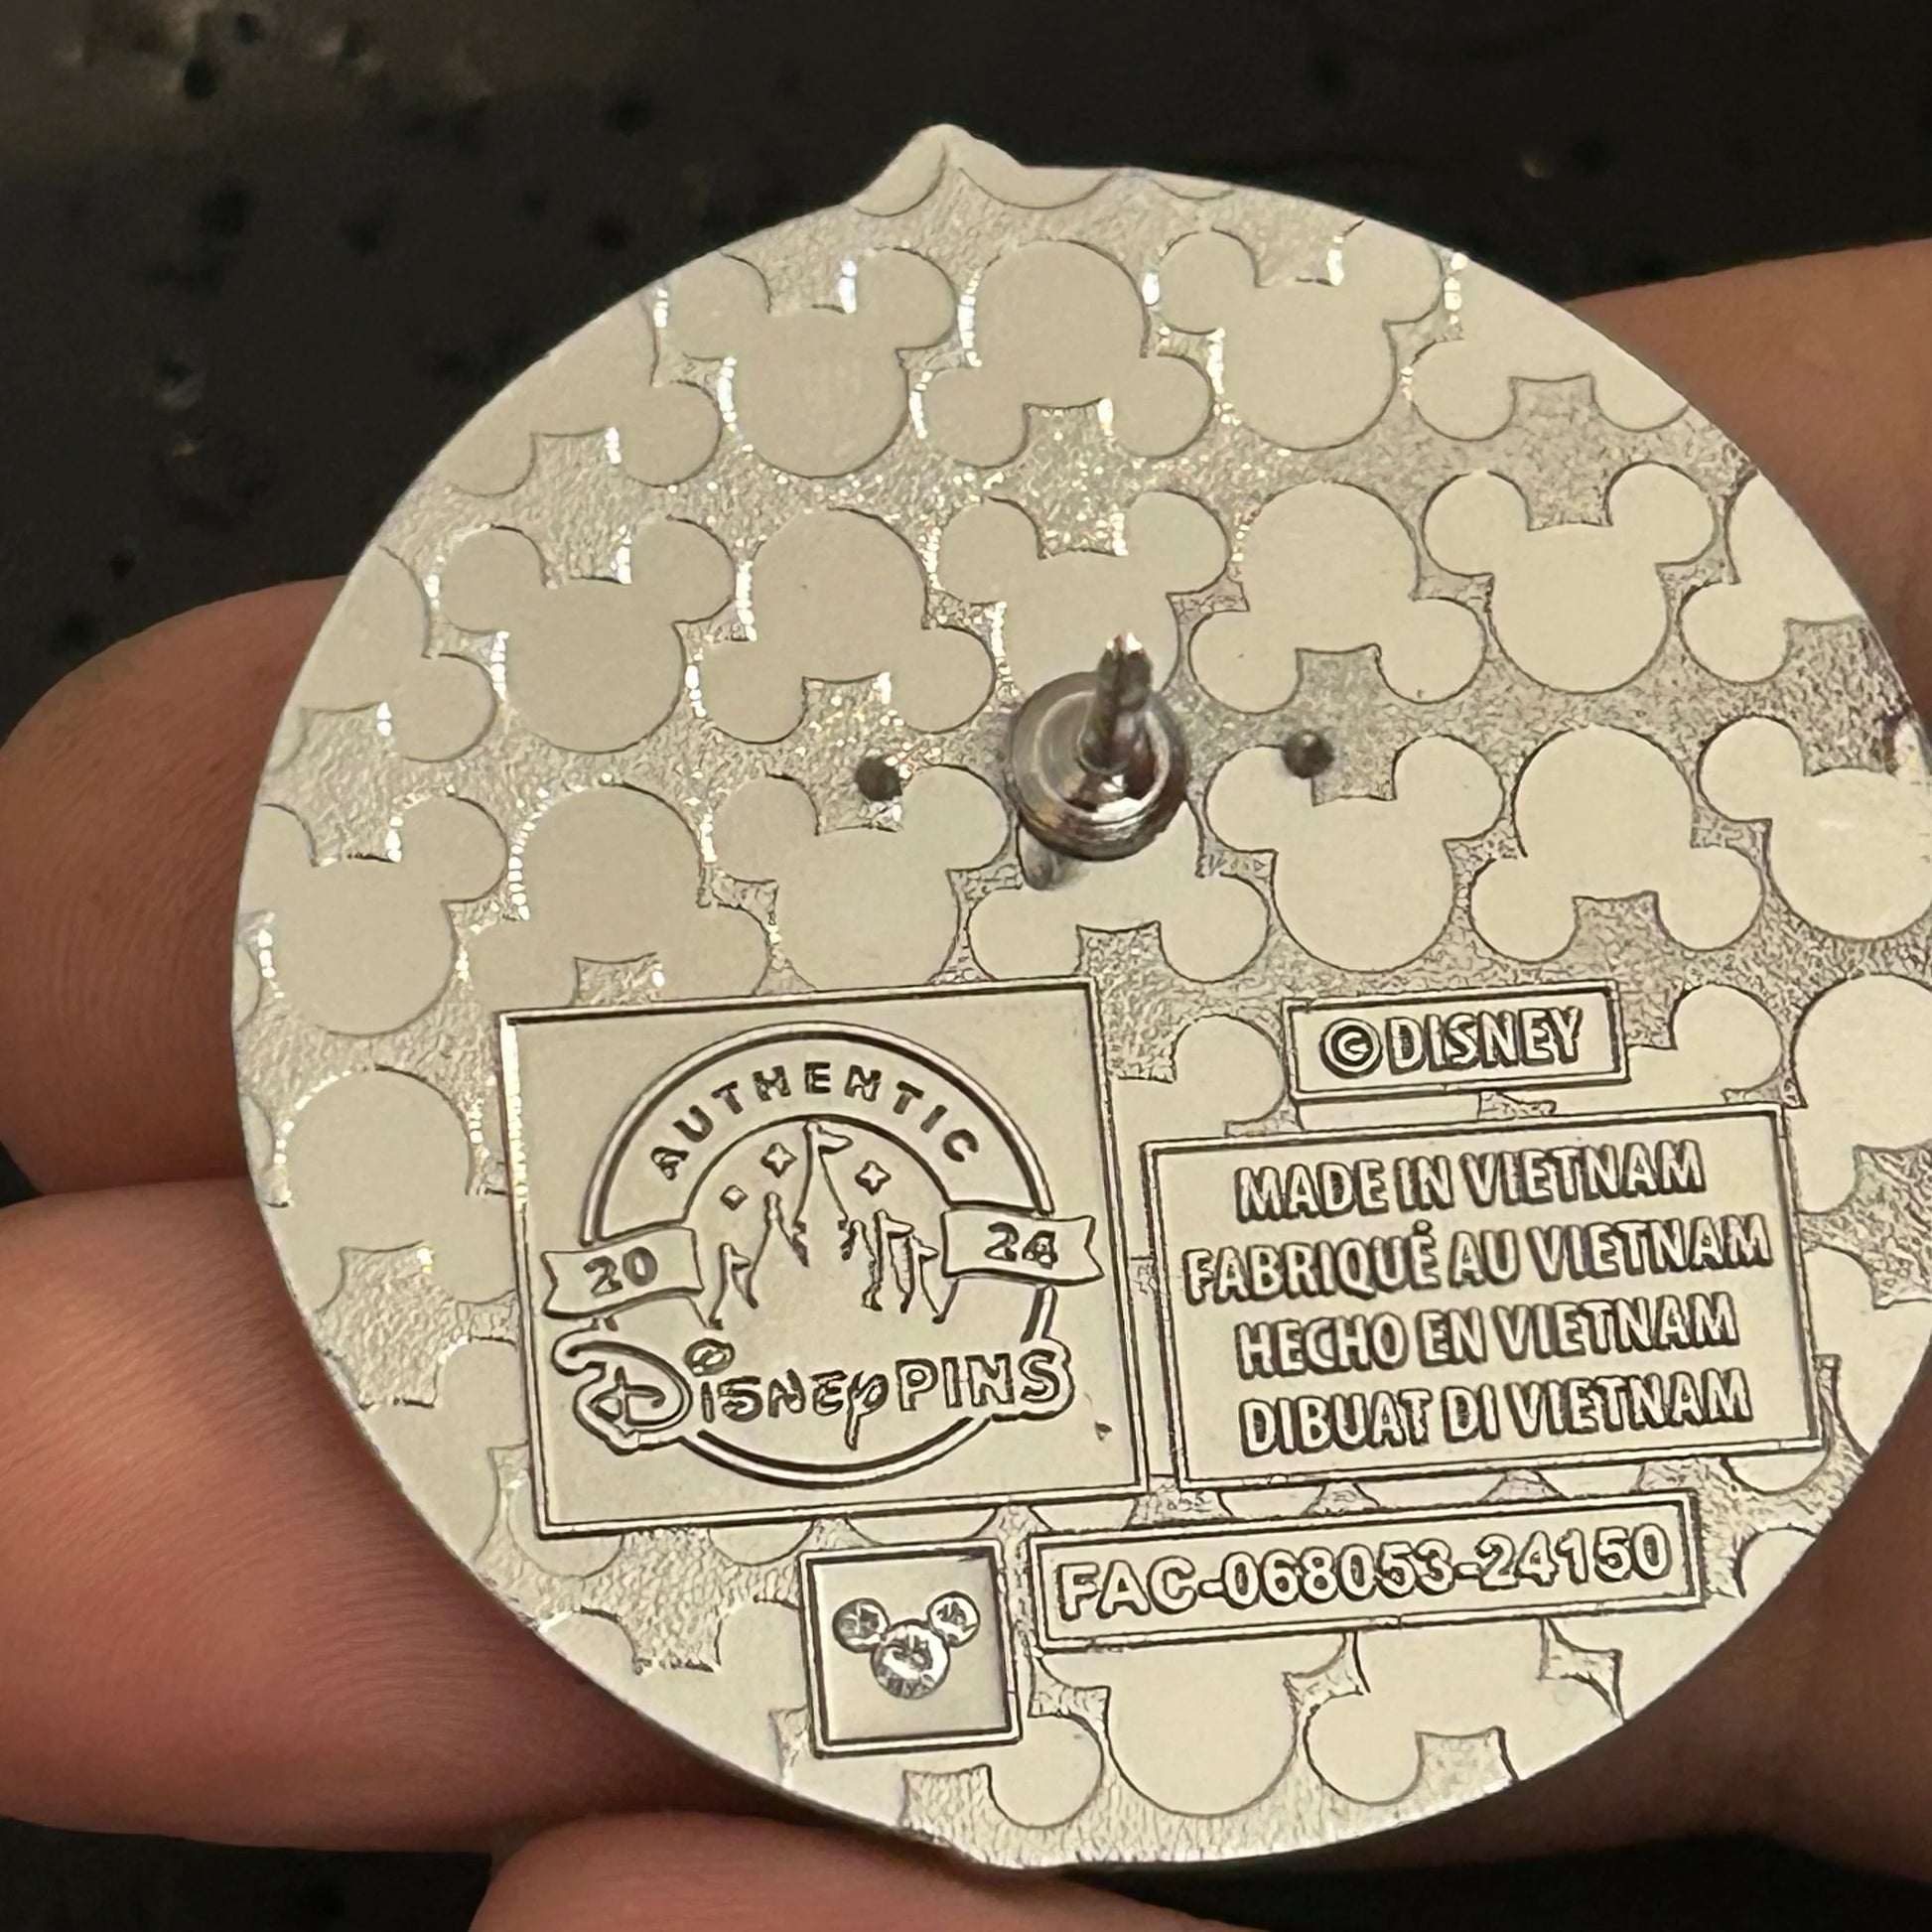 AUTHENTIC
20 24
Disney PINS
©DISNEY
MADE IN VIETNAM
FABRIQUÉ AU VIETNAM
HECHO EN VIETNAM
DIBUAT DI VIETNAM
FAC-068053-24150